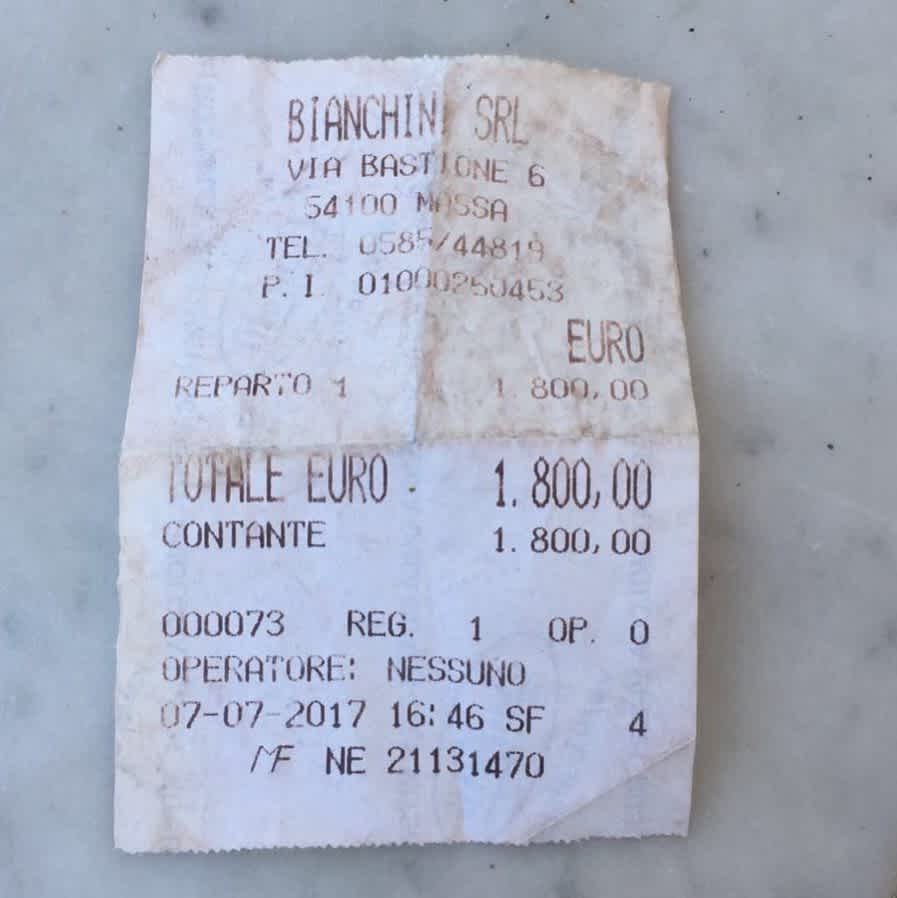 BIANCHINI SRL
VIA BASTIONE 6
54100 MASSA
TEL. 0585/44819
P.I. 01000250453
EURO
REPARTO 1 1.800,00
TOTALE EURO 1.800,00
CONTANTE 1.800,00
000073 REG. 1 OP. 0
OPERATORE: NESSUNO
07-07-2017 16:46 SF 4
MF NE 21131470